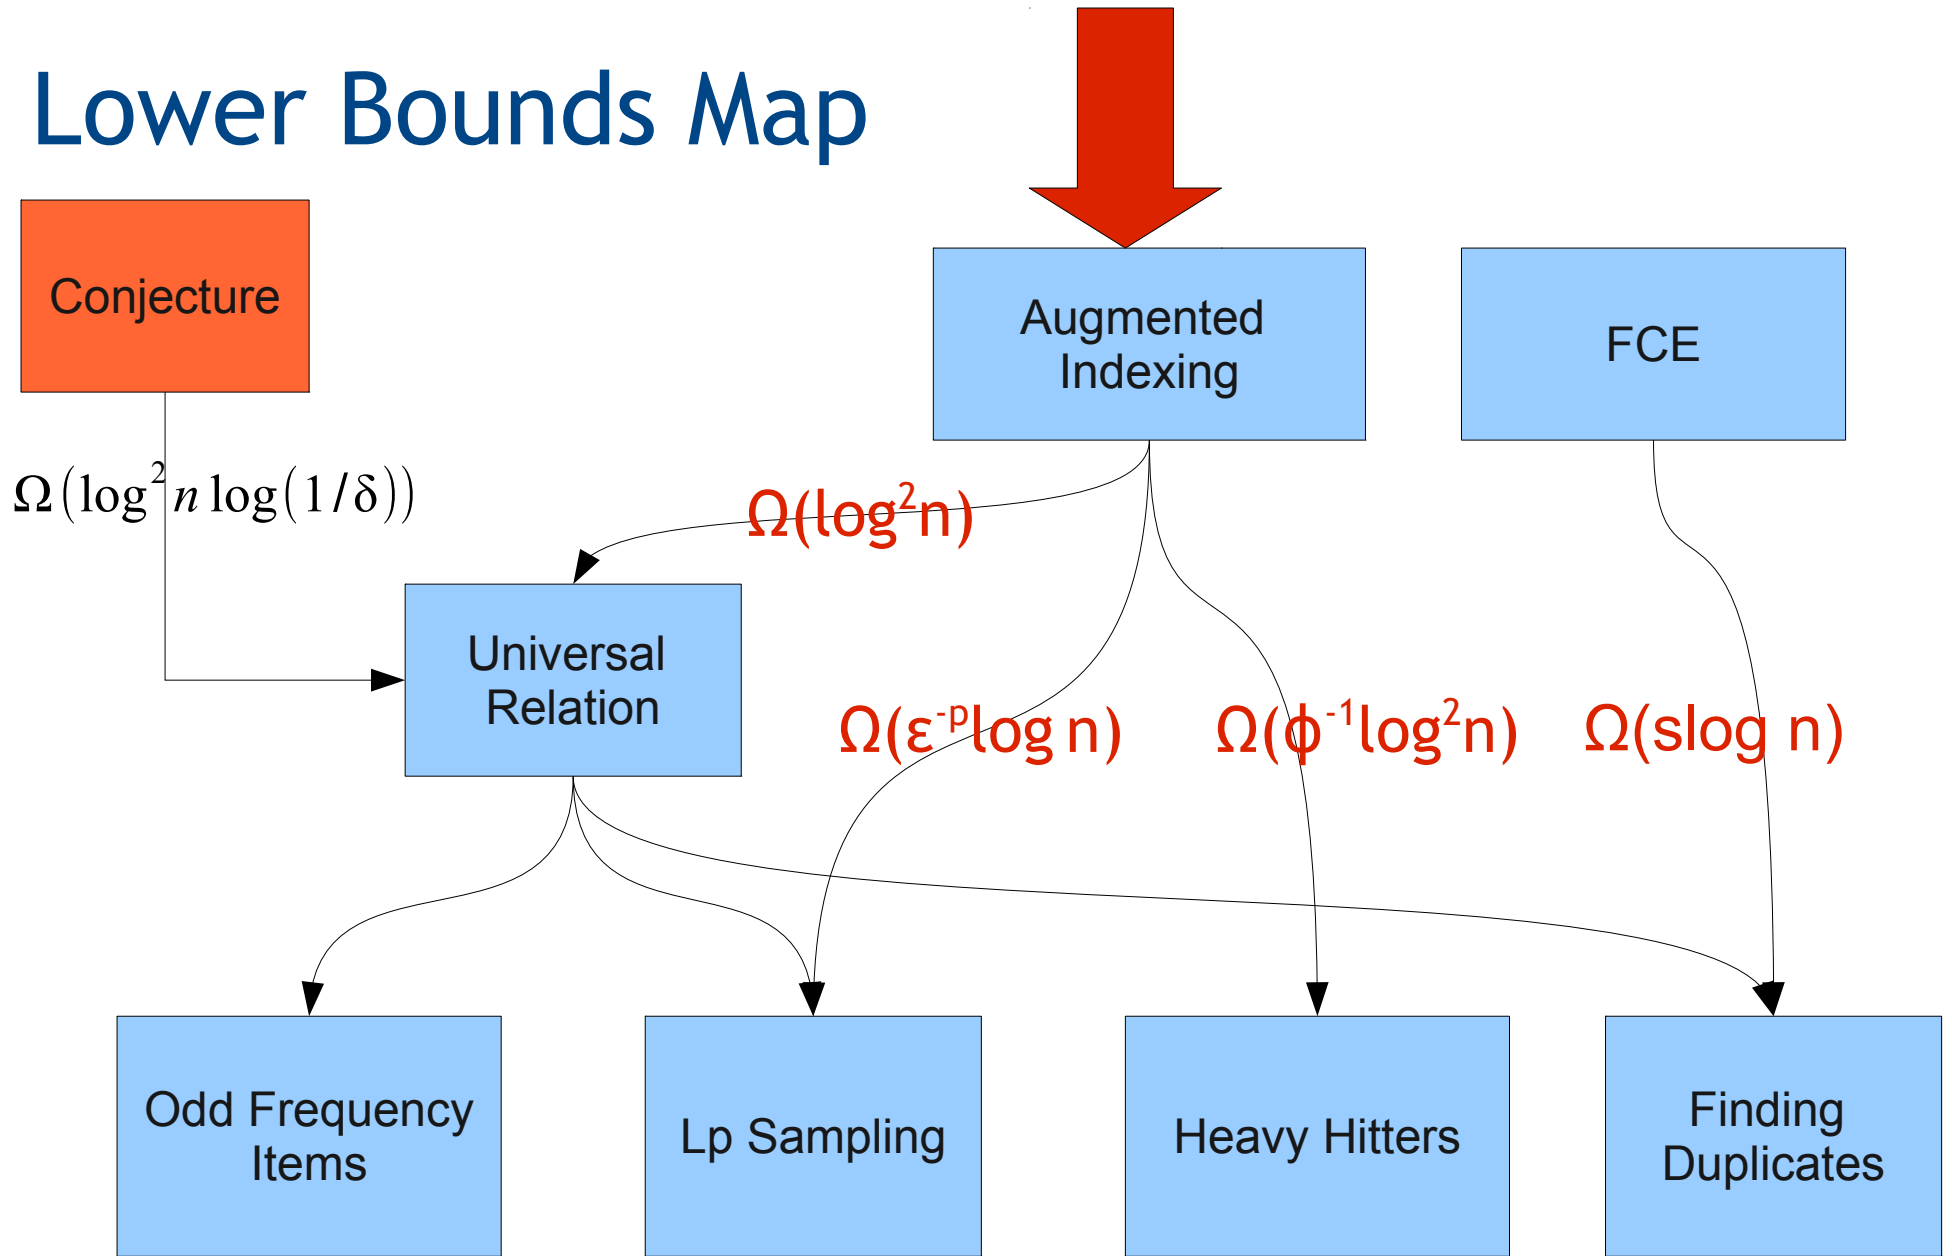 Lower Bounds Map
Conjecture
Augmented
Indexing
FCE
Ω(log²n log(1/δ))
Ω(log²n)
Universal
Relation
Ω(ε⁻ᵖlog n)
Ω(ϕ⁻¹log²n)
Ω(slog n)
Odd Frequency
Items
Lp Sampling
Heavy Hitters
Finding
Duplicates